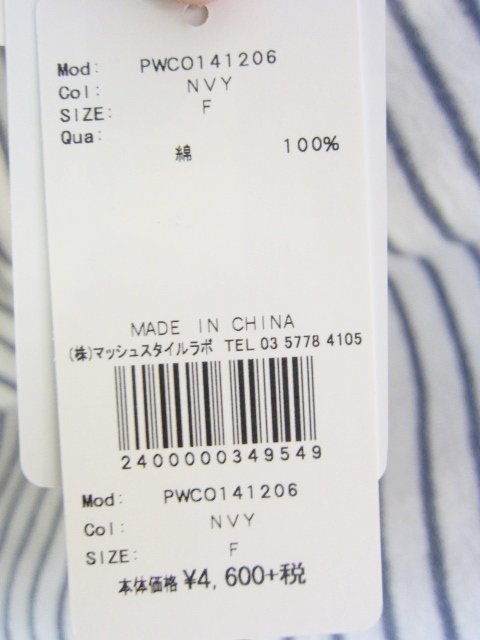 Mod: PWCO141206
Col: NVY
SIZE: F
Qua:
綿 100%
MADE IN CHINA
(株)マッシュスタイルラボ TEL 03 5778 4105
2400000349549
Mod: PWCO141206
Col: NVY
SIZE: F
本体価格 ¥4, 600+税